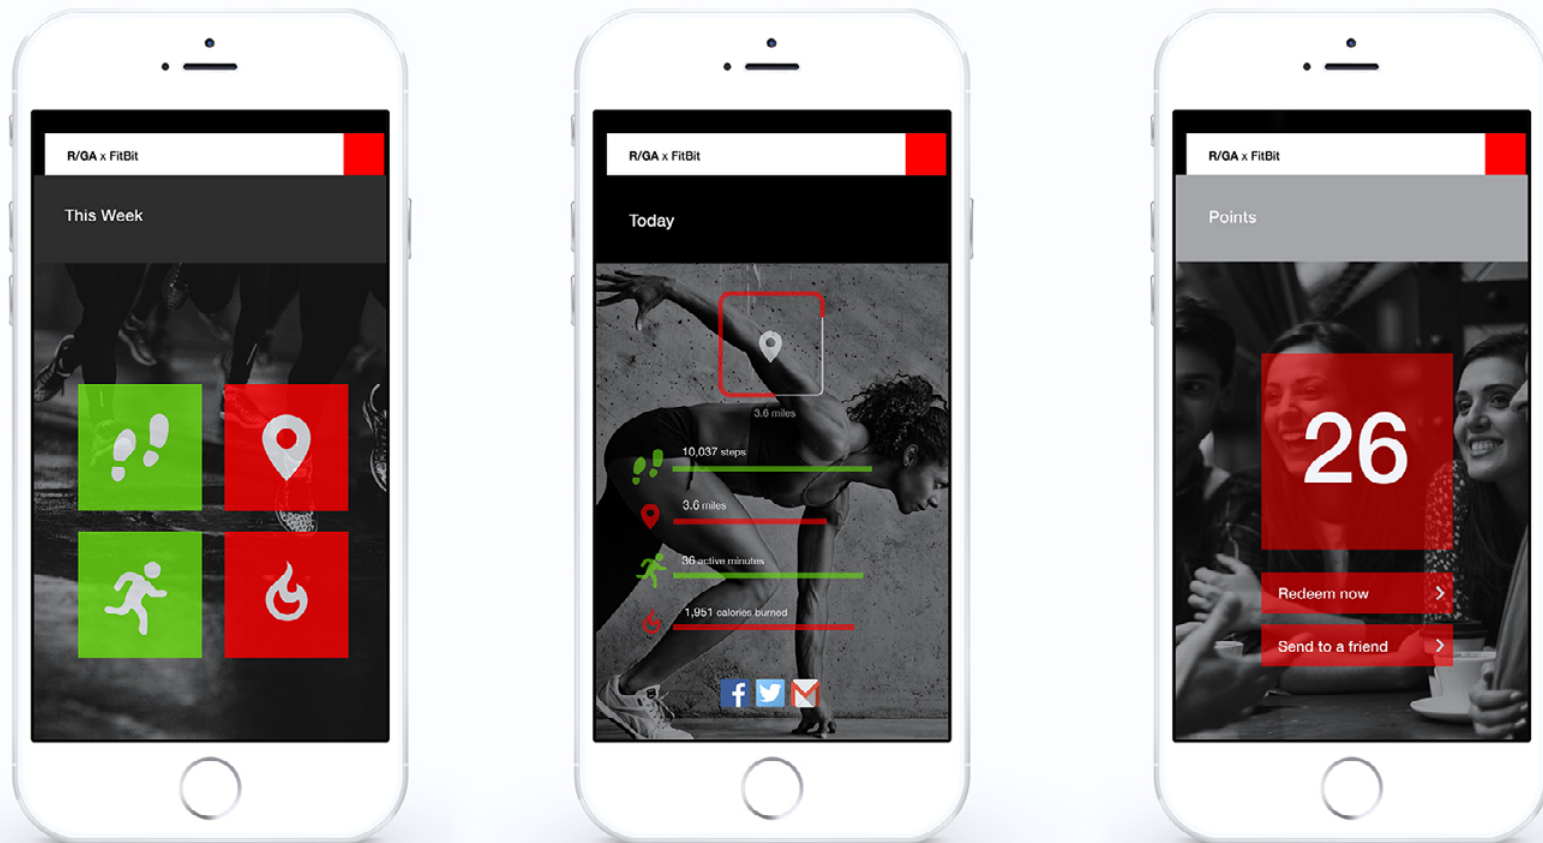 R/GA x FitBit
This Week
R/GA x FitBit
Today
3.6 miles
10,037 steps
3.6 miles
36 active minutes
1,951 calories burned
R/GA x FitBit
Points
26
Redeem now
Send to a friend